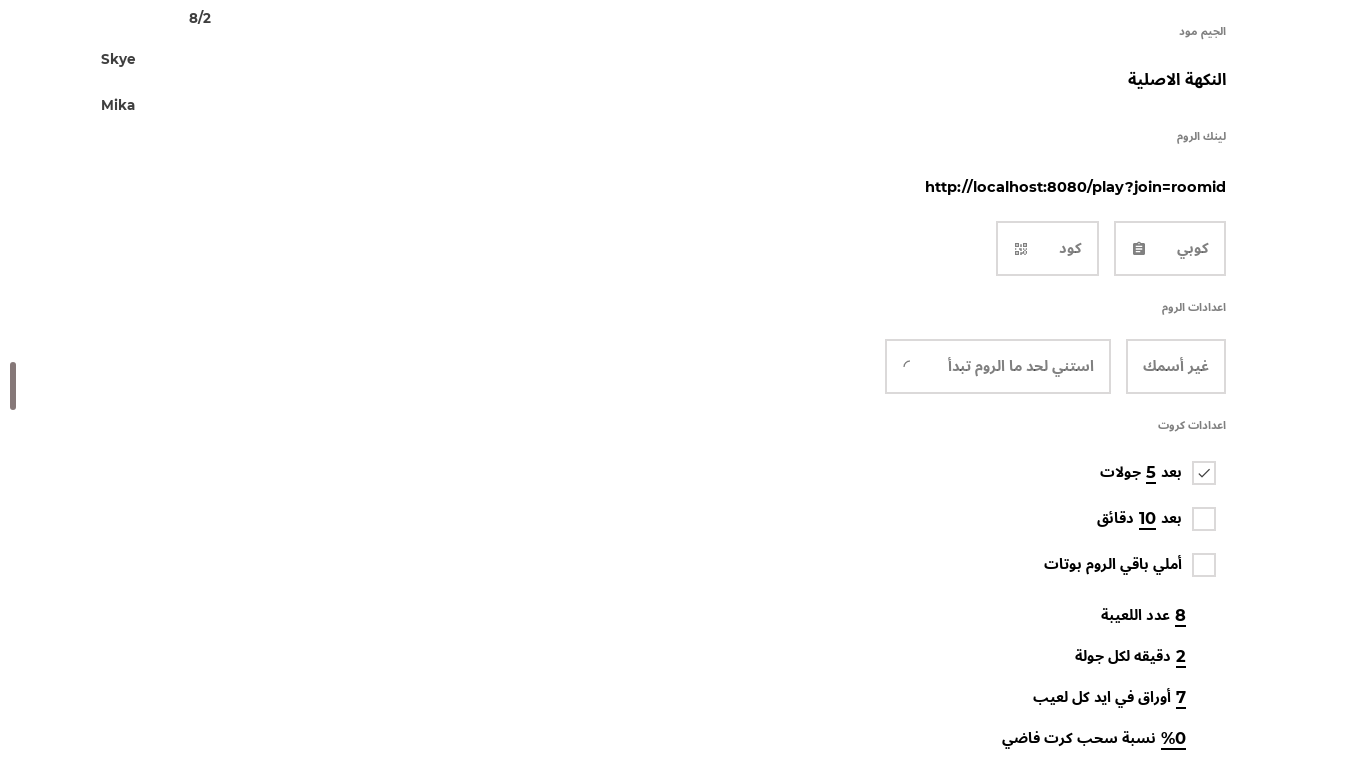 الجيم مود
النكهة الاصلية
لينك الروم
http://localhost:8080/play?join=roomid
كوبي
كود
اعدادات الروم
غير أسمك
استني لحد ما الروم تبدأ
اعدادات كروت
بعد 5 جولات
بعد 10 دقائق
أملي باقي الروم بوتات
8 عدد اللعيبة
2 دقيقه لكل جولة
7 أوراق في ايد كل لعيب
%0 نسبة سحب كرت فاضي
8/2
Skye
Mika